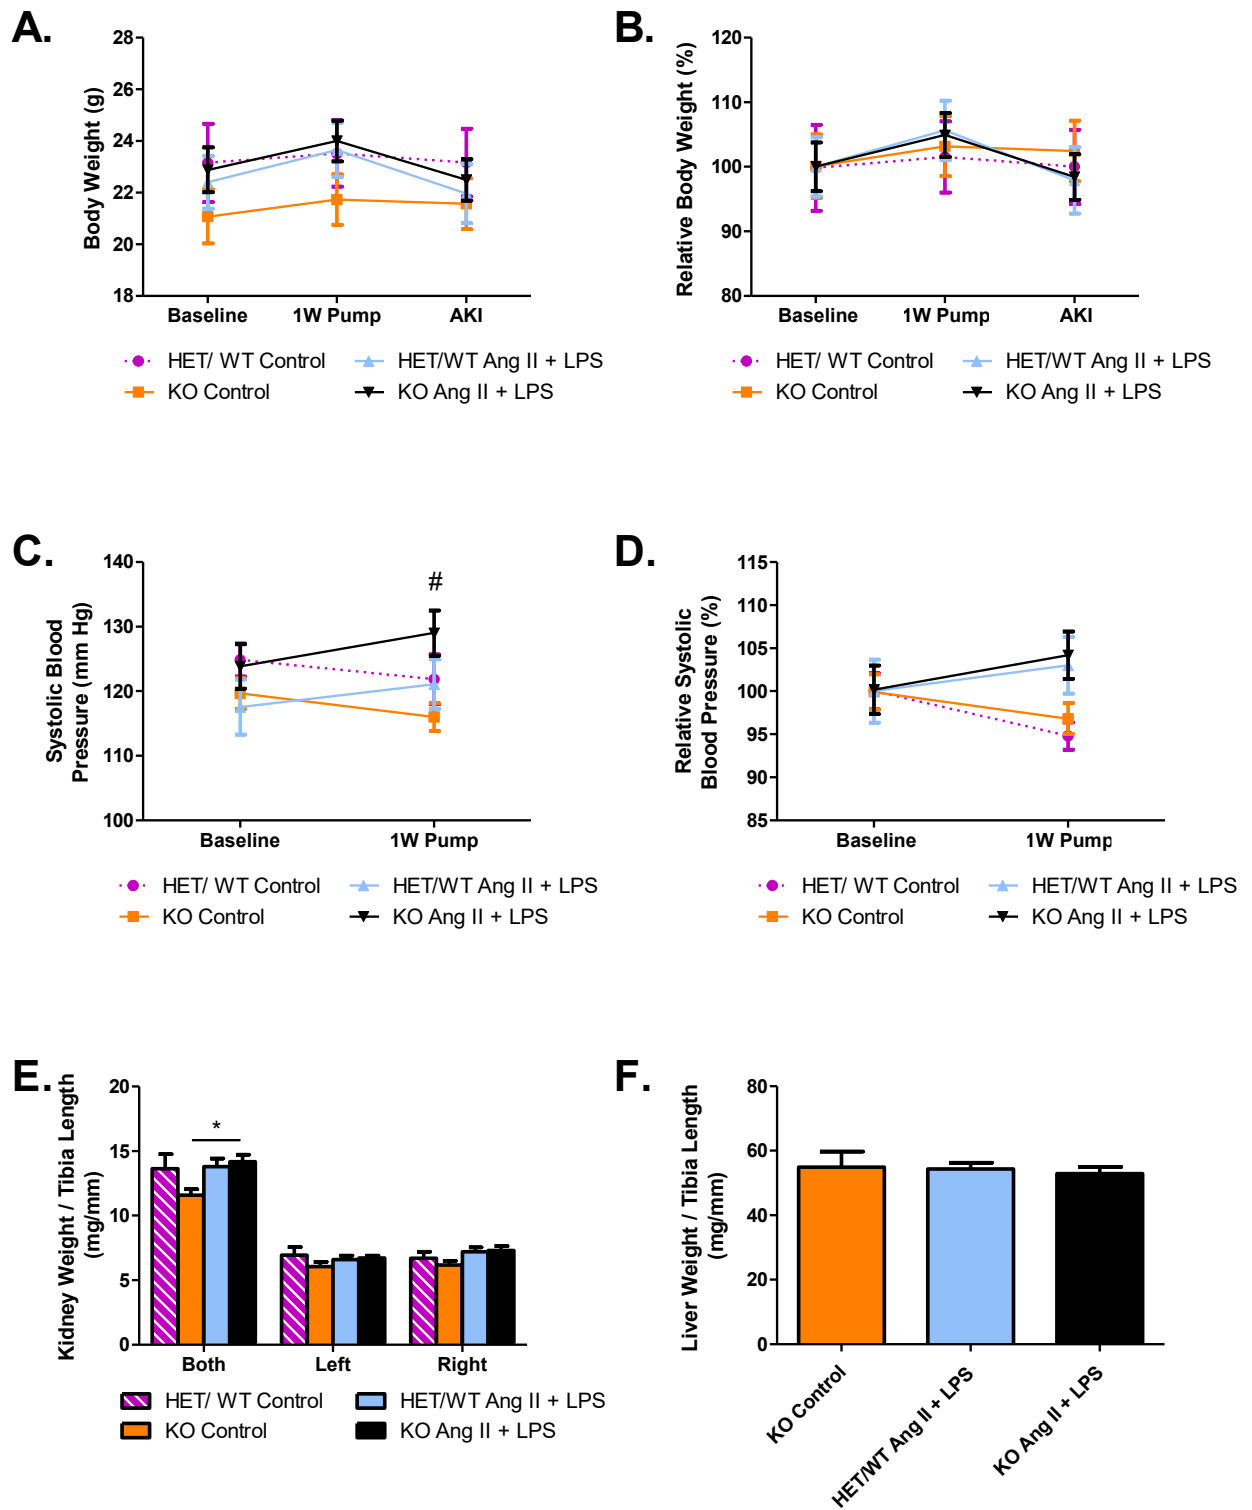 A.
Body Weight (g)
28
26
24
22
20
18
Baseline
1W Pump
AKI
HET/ WT Control
HET/WT Ang II + LPS
KO Control
KO Ang II + LPS
B.
Relative Body Weight (%)
120
110
100
90
80
Baseline
1W Pump
AKI
HET/ WT Control
HET/WT Ang II + LPS
KO Control
KO Ang II + LPS
C.
Systolic Blood
Pressure (mm Hg)
140
130
120
110
100
#
Baseline
1W Pump
HET/ WT Control
HET/WT Ang II + LPS
KO Control
KO Ang II + LPS
D.
Relative Systolic
Blood Pressure (%)
115
110
105
100
95
90
85
Baseline
1W Pump
HET/ WT Control
HET/WT Ang II + LPS
KO Control
KO Ang II + LPS
E.
Kidney Weight / Tibia Length
(mg/mm)
20
15
10
5
0
*
Both
Left
Right
HET/ WT Control
HET/WT Ang II + LPS
KO Control
KO Ang II + LPS
F.
Liver Weight / Tibia Length
(mg/mm)
80
60
40
20
0
KO Control
HET/WT Ang II + LPS
KO Ang II + LPS